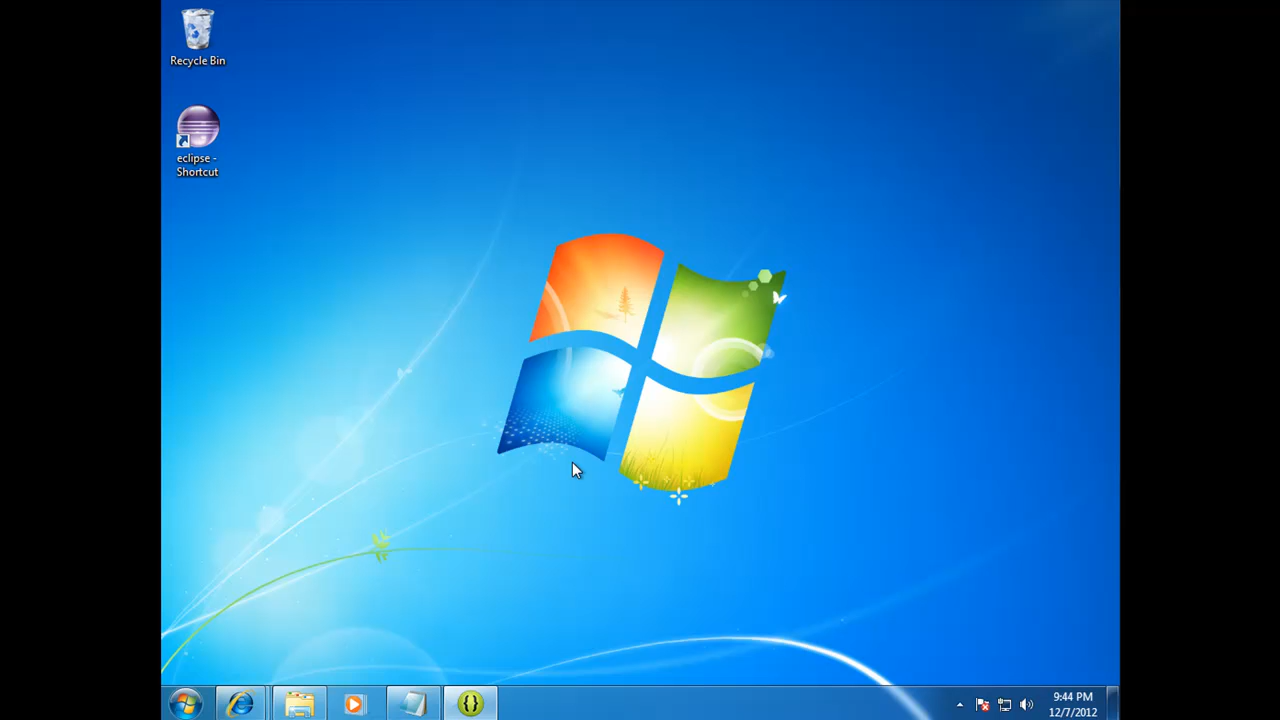 Recycle Bin
eclipse -
Shortcut
{}
9:44 PM
12/7/2012